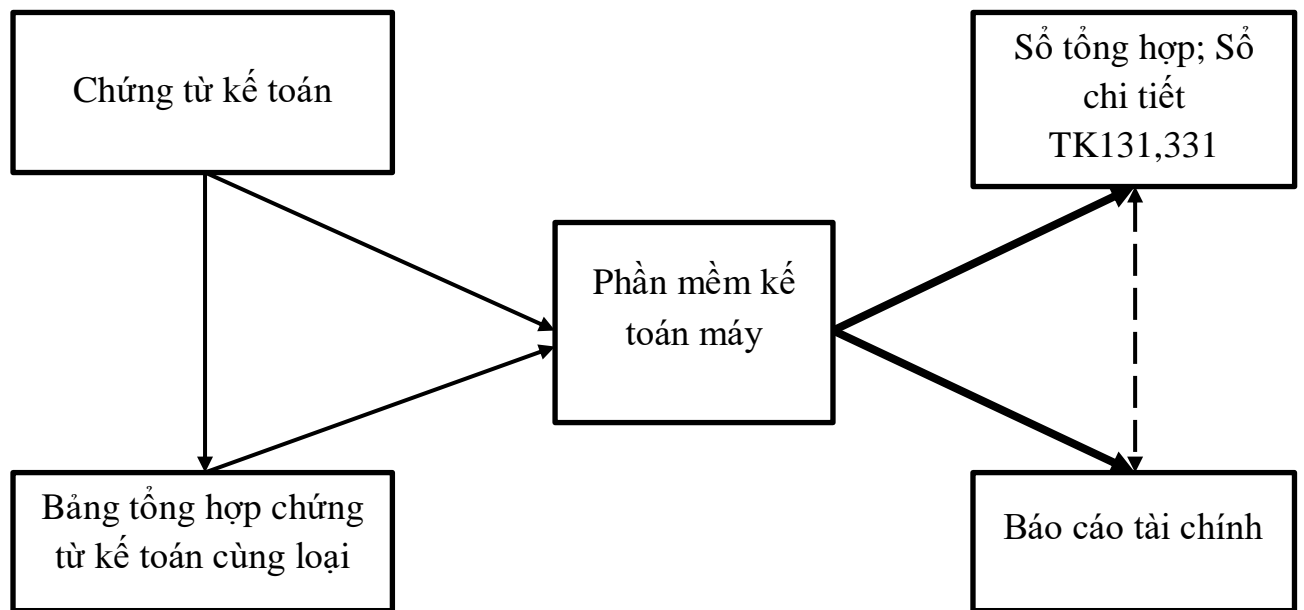 Chứng từ kế toán
Sổ tổng hợp; Sổ
chi tiết
TK131,331
Phần mềm kế
toán máy
Bảng tổng hợp chứng
từ kế toán cùng loại
Báo cáo tài chính